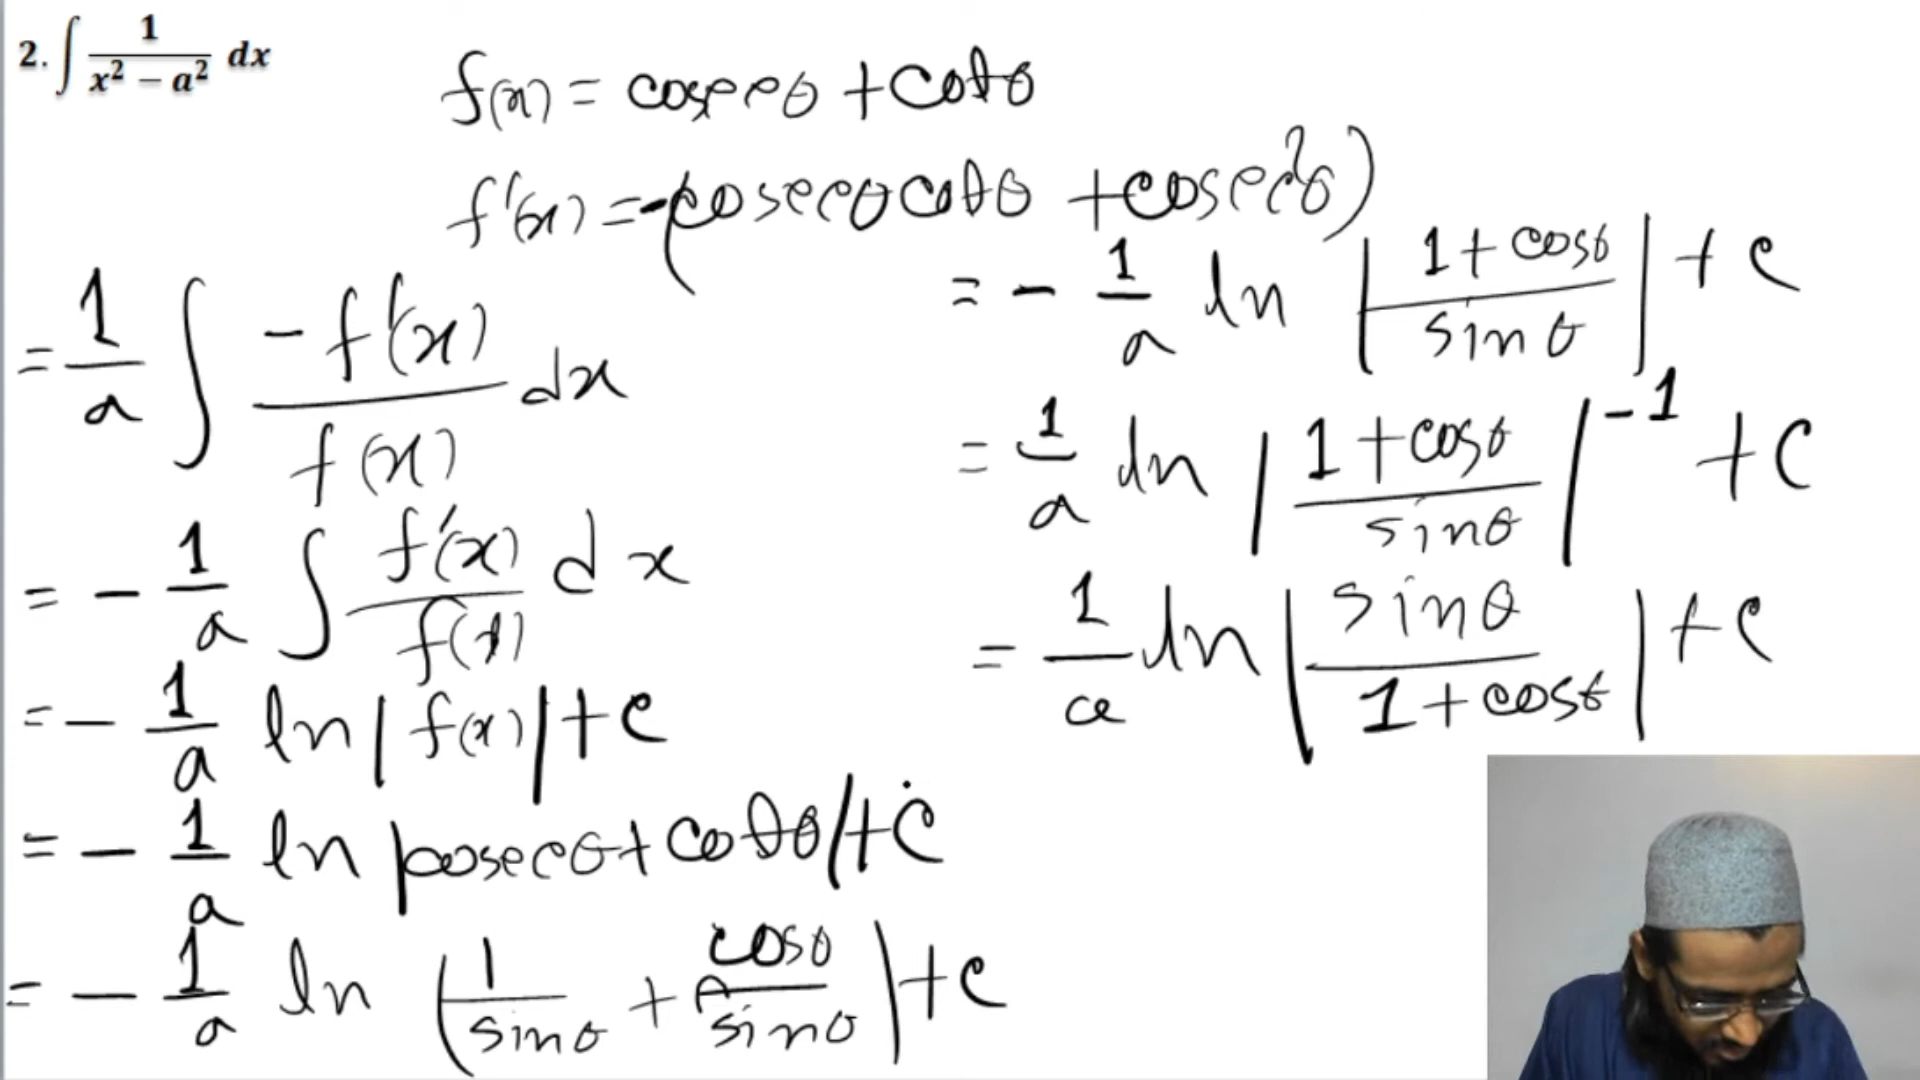 2. ∫ 1/(x² − a²) dx
f(x) = cosecθ + cotθ
f'(x) = -(cosecθ cotθ + cosec²θ)
= 1/a ∫ -f'(x)/f(x) dx
= - 1/a ∫ f'(x)/f(x) dx
= - 1/a ln |f(x)| + c
= - 1/a ln |cosecθ + cotθ| + c
= - 1/a ln |1/sinθ + cosθ/sinθ| + c
= - 1/a ln |(1 + cosθ)/sinθ| + c
= 1/a ln |(1 + cosθ)/sinθ|⁻¹ + c
= 1/a ln |sinθ/(1 + cosθ)| + c